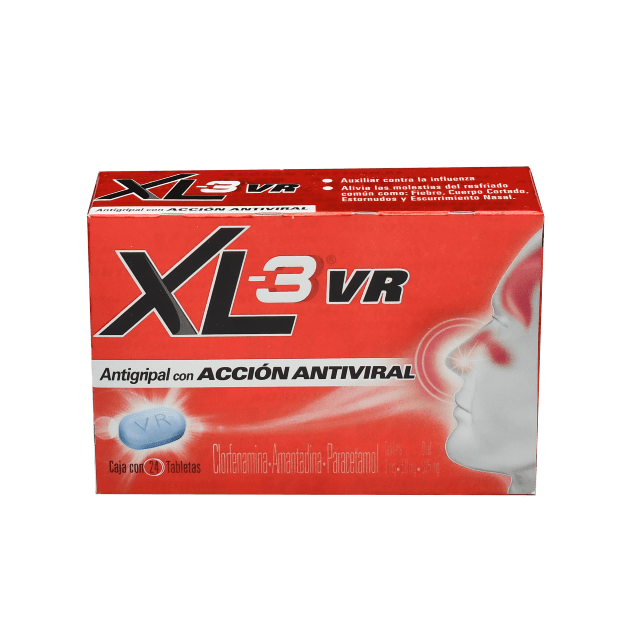 XL-3 VR
Antigripal con ACCIÓN ANTIVIRAL
• Auxiliar contra la influenza
• Alivia las molestias del resfriado
común como: Fiebre, Cuerpo Cortado,
Estornudos y Escurrimiento Nasal.
XL-3® VR
Antigripal con ACCIÓN ANTIVIRAL
VR
Caja con 24 Tabletas
Clorfenamina•Amantadina•Paracetamol